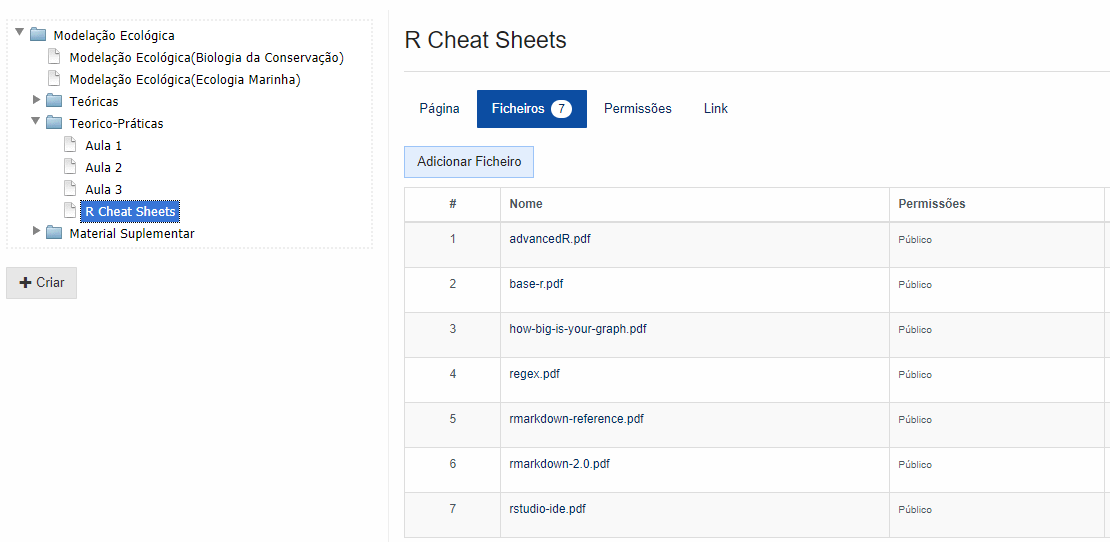 Modelação Ecológica
Modelação Ecológica(Biologia da Conservação)
Modelação Ecológica(Ecologia Marinha)
Teóricas
Teorico-Práticas
Aula 1
Aula 2
Aula 3
R Cheat Sheets
Material Suplementar
Criar
R Cheat Sheets
Página Ficheiros 7 Permissões Link
Adicionar Ficheiro
# Nome Permissões
1 advancedR.pdf Público
2 base-r.pdf Público
3 how-big-is-your-graph.pdf Público
4 regex.pdf Público
5 rmarkdown-reference.pdf Público
6 rmarkdown-2.0.pdf Público
7 rstudio-ide.pdf Público